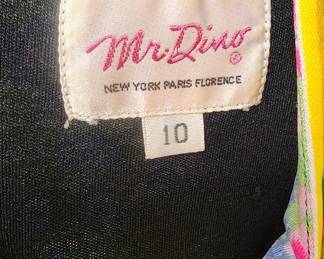 Mr. Dino®
NEW YORK PARIS FLORENCE
10